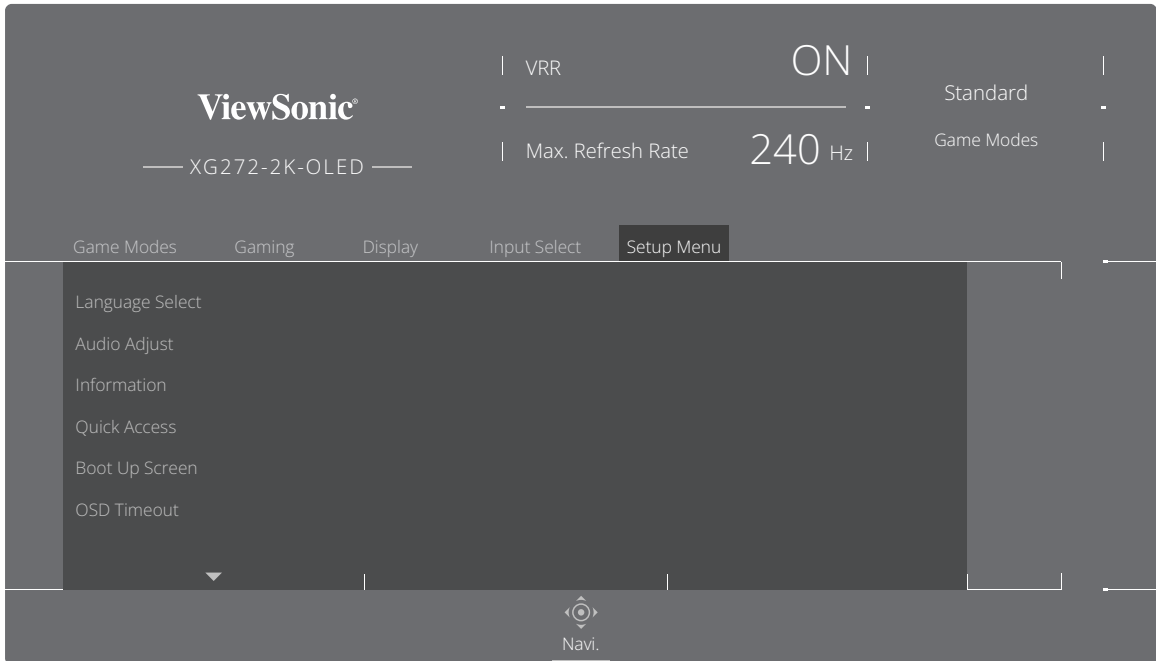 ViewSonic®
XG272-2K-OLED
VRR ON
Max. Refresh Rate 240 Hz
Standard
Game Modes
Game Modes Gaming Display Input Select Setup Menu
Language Select
Audio Adjust
Information
Quick Access
Boot Up Screen
OSD Timeout
Navi.